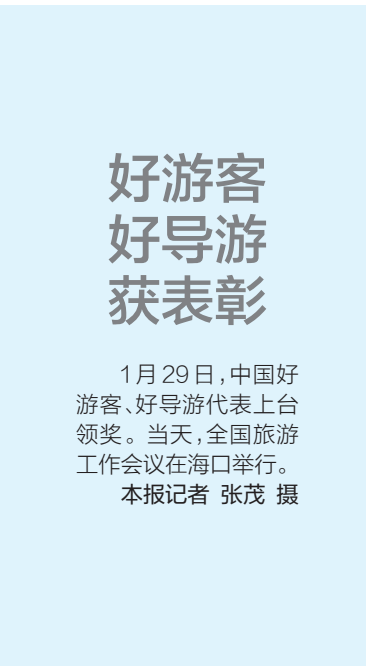 好游客
好导游
获表彰
1月29日,中国好
游客、好导游代表上台
领奖。当天,全国旅游
工作会议在海口举行。
本报记者 张茂 摄